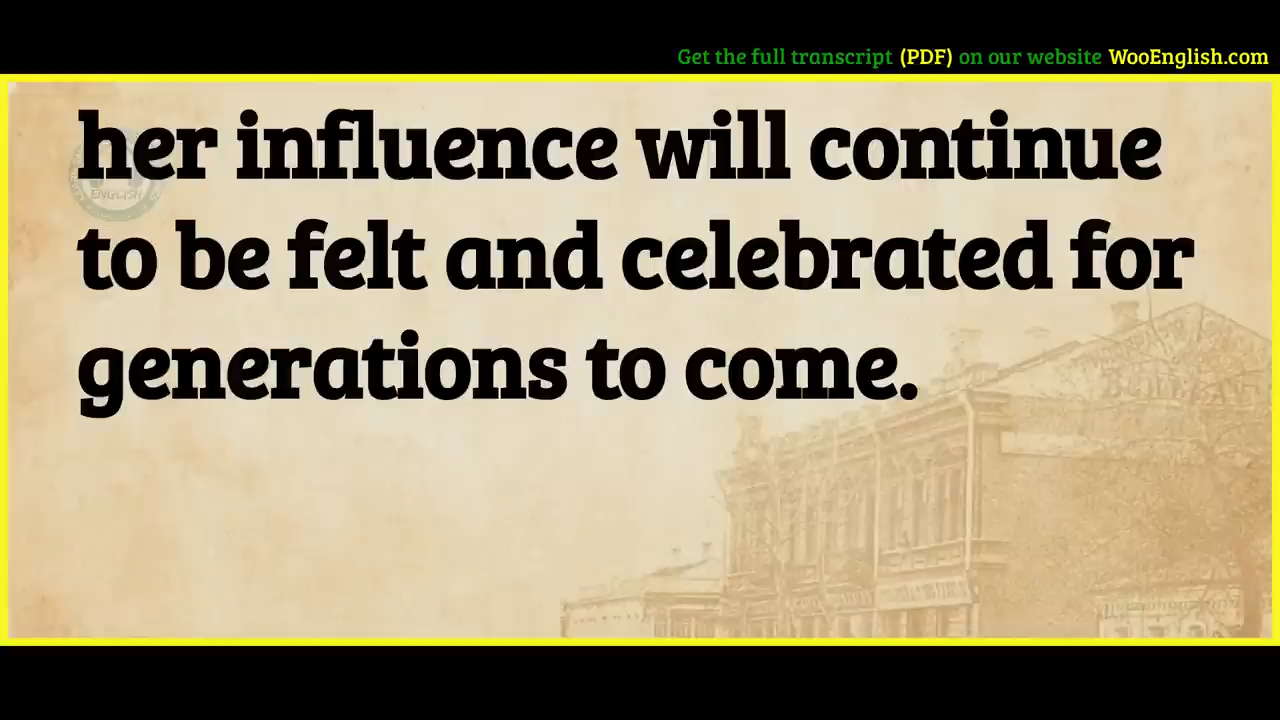 Get the full transcript (PDF) on our website WooEnglish.com
her influence will continue
to be felt and celebrated for
generations to come.
ENGLISH